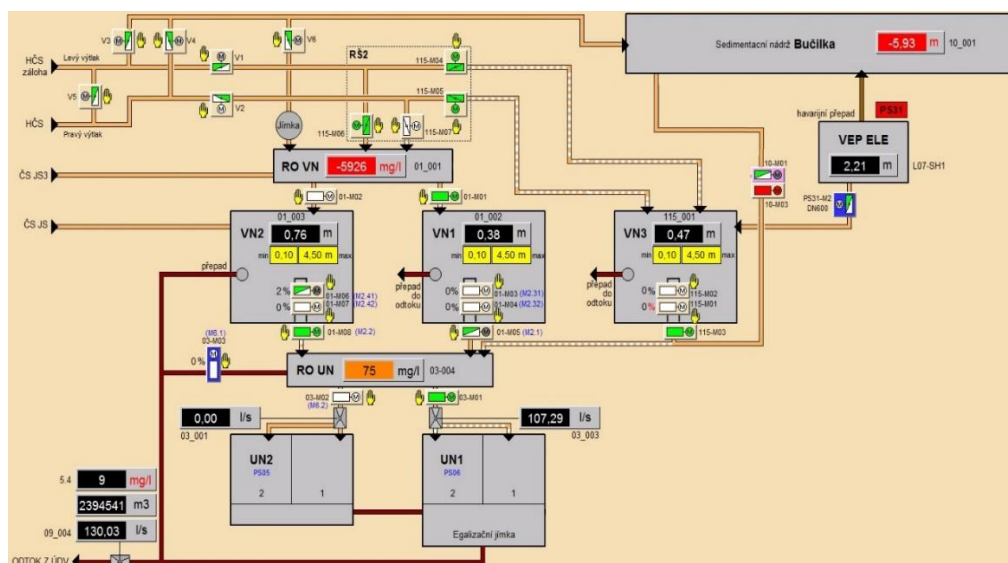 V3
V4
V6
HČS
záloha
Levý výtlak
V1
RŠ2
115-M04
V5
V2
115-M05
HČS
Pravý výtlak
Jímka
115-M06
115-M07
Sedimentační nádrž Bučilka
-5,93 m 10_001
havarijní přepad
PS31
VEP ELE
2,21 m
L07-SH1
RO VN -5926 mg/l 01_001
10-M01
10-M03
PS31-M2
DN600
ČS JS3
01-M02
01-M01
ČS JS
01_003
VN2 0,76 m
min 0,10 4,50 m max
přepad
2 % 01-M06 (M2.41)
0% 01-M07 (M2.42)
01-M08 (M2.2)
01_002
VN1 0,38 m
min 0,10 4,50 m max
přepad
do
odtoku
0% 01-M03 (M2.31)
0% 01-M04 (M2.32)
01-M05 (M2.1)
115_001
VN3 0,47 m
min 0,10 4,50 m max
přepad
do
odtoku
0% 115-M02
0% 115-M01
115-M03
(M6.1)
03-M03
0 %
RO UN 75 mg/l 03-004
03-M02
(M6.2)
03-M01
0,00 l/s
03_001
107,29 l/s
03_003
UN2
PS05
2 1
UN1
PS06
2 1
Egalizační jímka
5.4 9 mg/l
2394541 m3
130,03 l/s
09_004
ODTOK Z ÚDV